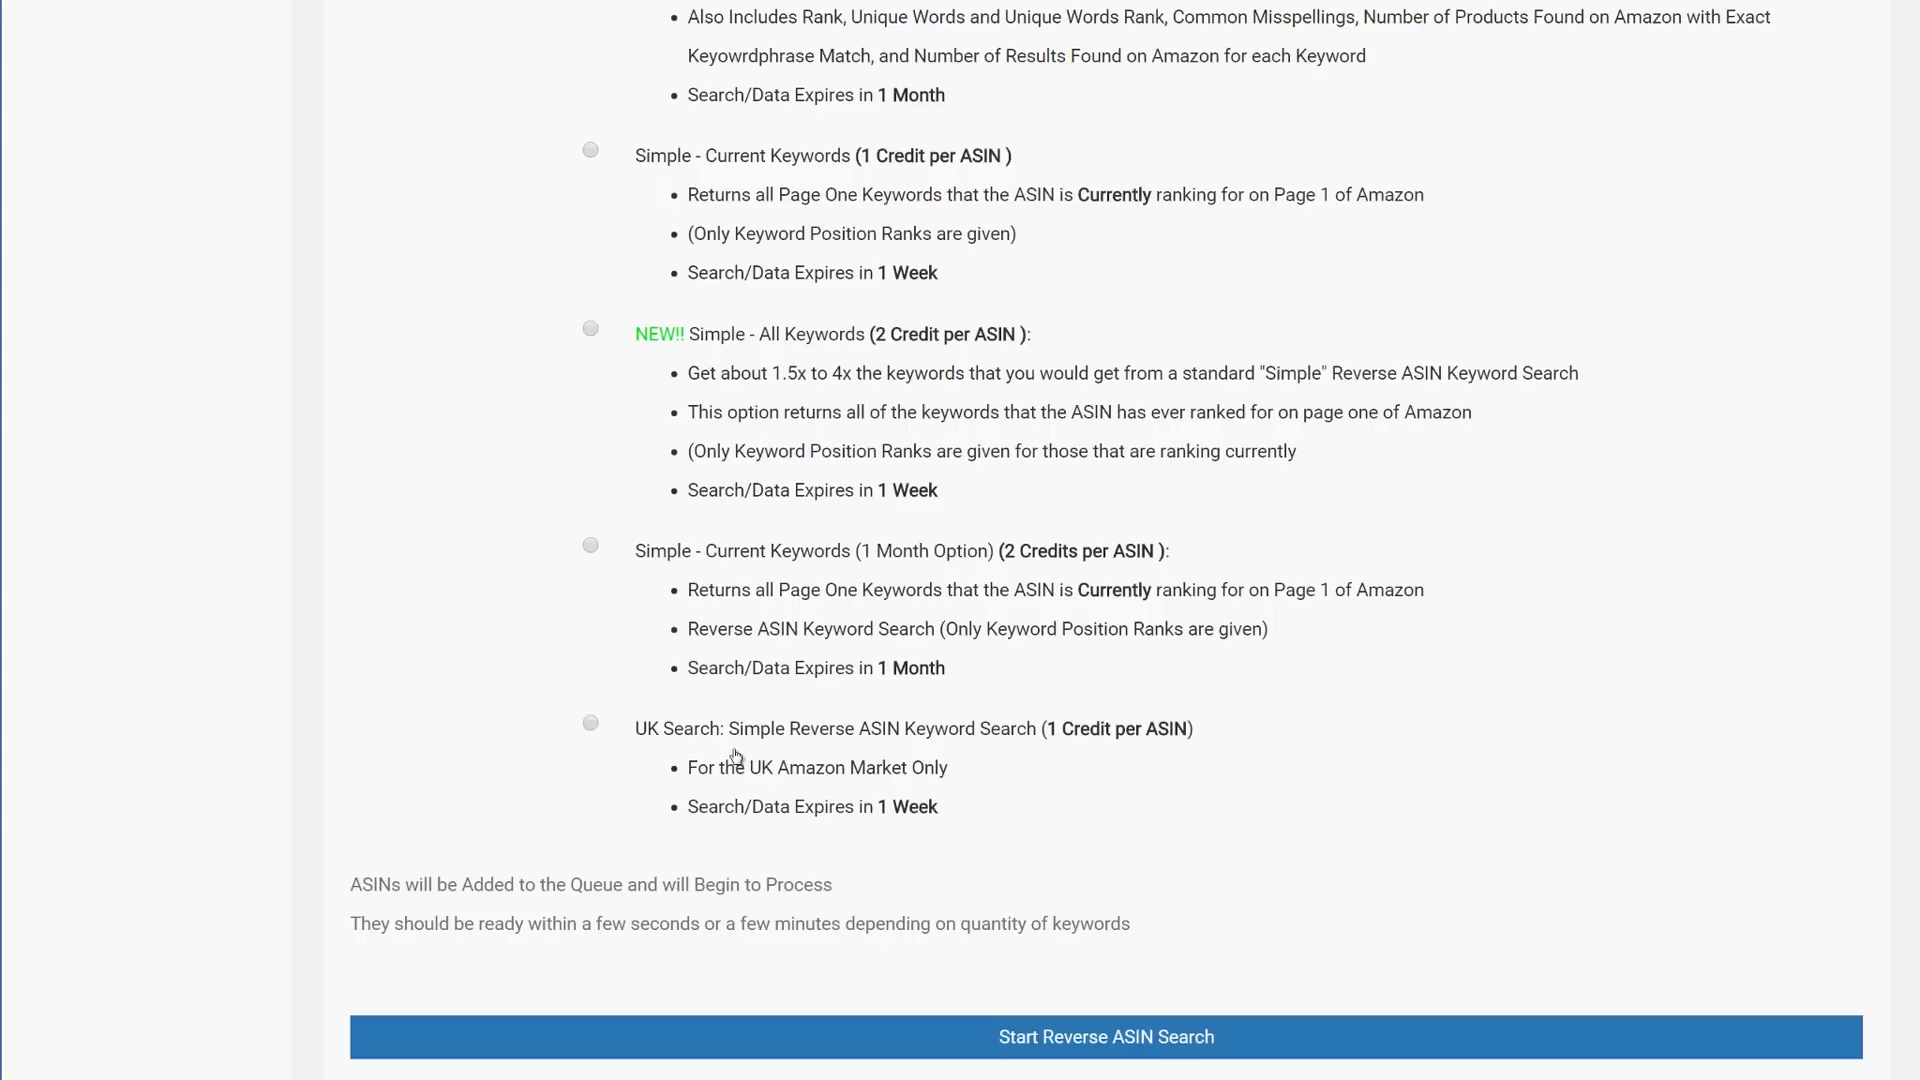 Also Includes Rank, Unique Words and Unique Words Rank, Common Misspellings, Number of Products Found on Amazon with Exact
Keyowrdphrase Match, and Number of Results Found on Amazon for each Keyword
Search/Data Expires in 1 Month
Simple - Current Keywords (1 Credit per ASIN )
Returns all Page One Keywords that the ASIN is Currently ranking for on Page 1 of Amazon
(Only Keyword Position Ranks are given)
Search/Data Expires in 1 Week
NEW!! Simple - All Keywords (2 Credit per ASIN ):
Get about 1.5x to 4x the keywords that you would get from a standard "Simple" Reverse ASIN Keyword Search
This option returns all of the keywords that the ASIN has ever ranked for on page one of Amazon
(Only Keyword Position Ranks are given for those that are ranking currently
Search/Data Expires in 1 Week
Simple - Current Keywords (1 Month Option) (2 Credits per ASIN ):
Returns all Page One Keywords that the ASIN is Currently ranking for on Page 1 of Amazon
Reverse ASIN Keyword Search (Only Keyword Position Ranks are given)
Search/Data Expires in 1 Month
UK Search: Simple Reverse ASIN Keyword Search (1 Credit per ASIN)
For the UK Amazon Market Only
Search/Data Expires in 1 Week
ASINs will be Added to the Queue and will Begin to Process
They should be ready within a few seconds or a few minutes depending on quantity of keywords
Start Reverse ASIN Search